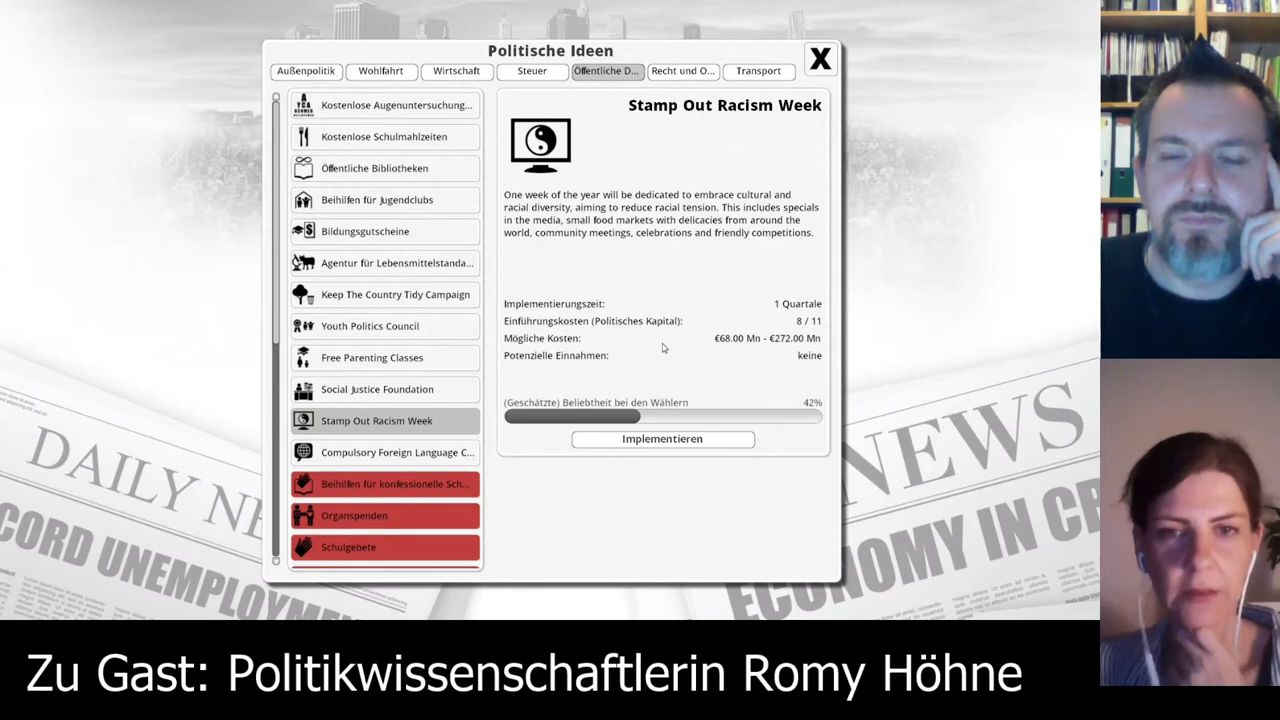 Politische Ideen
X
Außenpolitik
Wohlfahrt
Wirtschaft
Steuer
Öffentliche D...
Recht und O...
Transport
Kostenlose Augenuntersuchung...
Kostenlose Schulmahlzeiten
Öffentliche Bibliotheken
Beihilfen für Jugendclubs
Bildungsgutscheine
Agentur für Lebensmittelstanda...
Keep The Country Tidy Campaign
Youth Politics Council
Free Parenting Classes
Social Justice Foundation
Stamp Out Racism Week
Compulsory Foreign Language C...
Beihilfen für konfessionelle Sch...
Organspenden
Schulgebete
Stamp Out Racism Week
One week of the year will be dedicated to embrace cultural and
racial diversity, aiming to reduce racial tension. This includes specials
in the media, small food markets with delicacies from around the
world, community meetings, celebrations and friendly competitions.
Implementierungszeit: 1 Quartale
Einführungskosten (Politisches Kapital): 8 / 11
Mögliche Kosten: €68.00 Mn - €272.00 Mn
Potenzielle Einnahmen: keine
(Geschätzte) Beliebtheit bei den Wählern 42%
Implementieren
DAILY NE
CORD UNEMPLOYM
NEWS
ECONOMY IN CR
Zu Gast: Politikwissenschaftlerin Romy Höhne